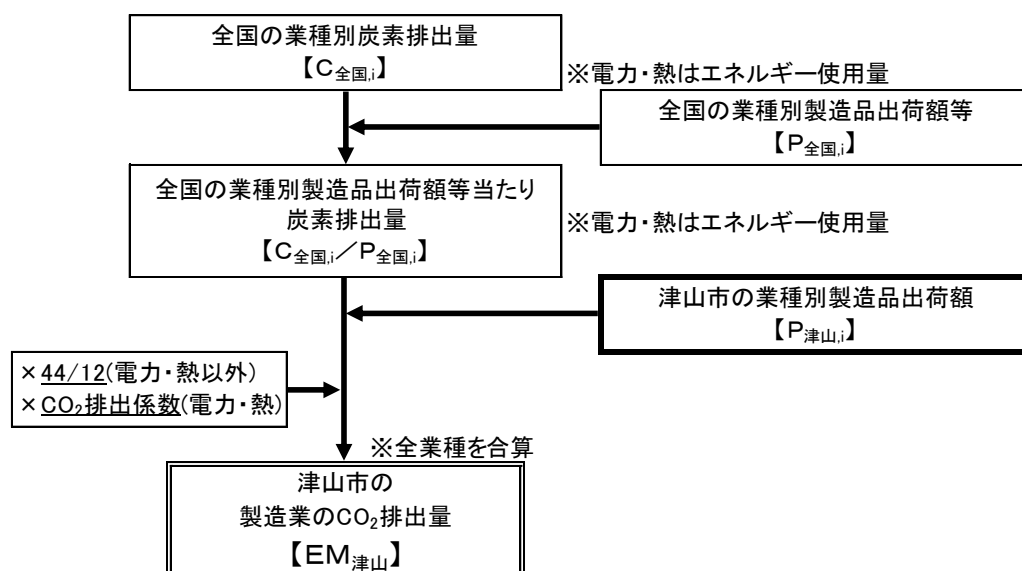 全国の業種別炭素排出量
【C全国,i】
※電力・熱はエネルギー使用量
全国の業種別製造品出荷額等
【P全国,i】
全国の業種別製造品出荷額等当たり
炭素排出量
【C全国,i／P全国,i】
※電力・熱はエネルギー使用量
津山市の業種別製造品出荷額
【P津山,i】
×44/12(電力・熱以外)
×CO₂排出係数(電力・熱)
※全業種を合算
津山市の
製造業のCO₂排出量
【EM津山】